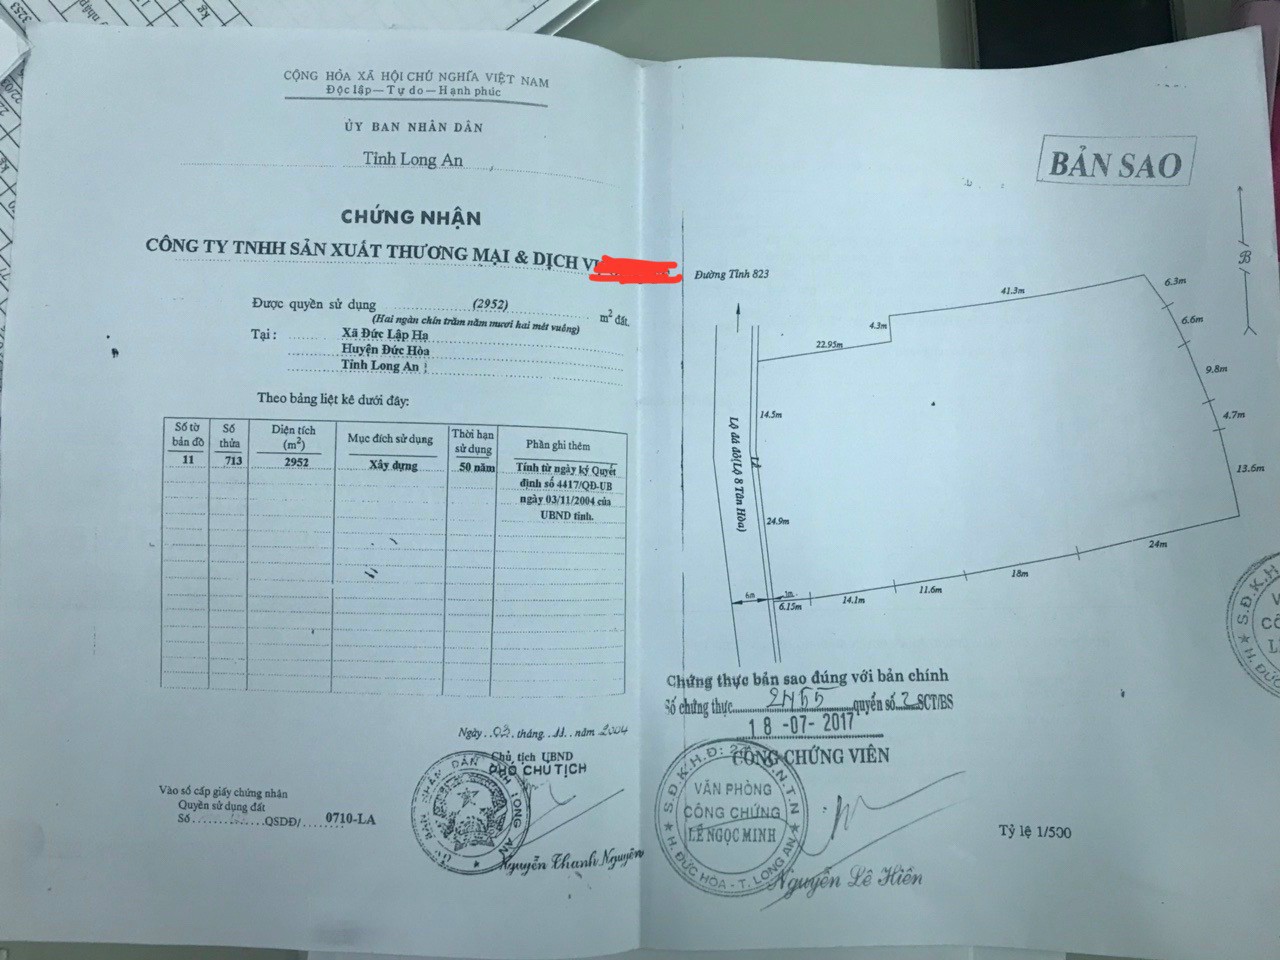 CỘNG HÒA XÃ HỘI CHỦ NGHĨA VIỆT NAM
Độc lập — Tự do — Hạnh phúc
ỦY BAN NHÂN DÂN
Tỉnh Long An
CHỨNG NHẬN
CÔNG TY TNHH SẢN XUẤT THƯƠNG MẠI & DỊCH
Được quyền sử dụng (2952) m² đất.
(Hai ngàn chín trăm năm mươi hai mét vuông)
Tại : Xã Đức Lập Hạ
Huyện Đức Hòa
Tỉnh Long An
Theo bảng liệt kê dưới đây:
Số tờ bản đồ | Số thửa | Diện tích (m²) | Mục đích sử dụng | Thời hạn sử dụng | Phần ghi thêm
11 | 713 | 2952 | Xây dựng | 50 năm | Tính từ ngày ký Quyết
định số 4417/QĐ-UB
ngày 03/11/2004 của
UBND tỉnh.
Ngày 03 tháng 11 năm 2004
Chủ tịch UBND
PHÓ CHỦ TỊCH
Nguyễn Thanh Nguyên
Vào sổ cấp giấy chứng nhận
Quyền sử dụng đất
Số QSDĐ/ 0710-LA
BẢN SAO
B
Đường Tỉnh 823
41.3m
6.3m
4.3m
6.6m
22.95m
9.8m
14.5m
4.7m
Lộ đá đỏ(Lộ 8 Tân Hòa)
Lề
13.6m
24.9m
24m
18m
11.6m
14.1m
6.15m
6m
Chứng thực bản sao đúng với bản chính
Số chứng thực quyển số 2 SCT/BS
18 -07- 2017
CÔNG CHỨNG VIÊN
VĂN PHÒNG
CÔNG CHỨNG
LÊ NGỌC MINH
H. ĐỨC HÒA - T. LONG AN
Nguyễn Lê Hiền
Tỷ lệ 1/500